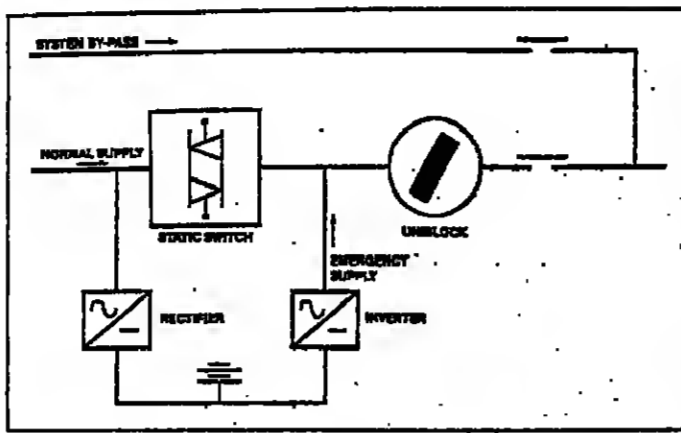 SYSTEM BY-PASS
NORMAL SUPPLY
STATIC SWITCH
UNIBLOCK
EMERGENCY
SUPPLY
RECTIFIER
INVERTER